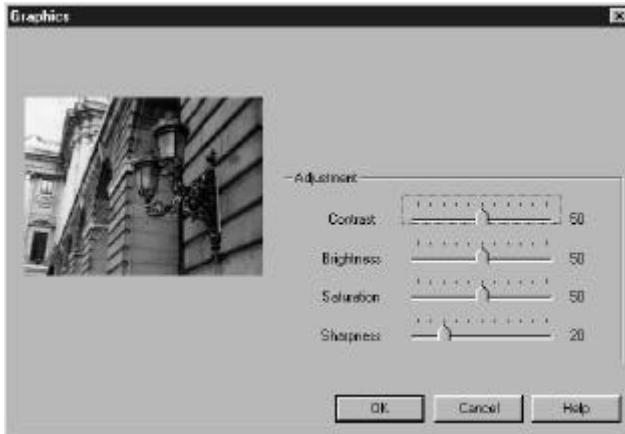 Graphics
Adjustment
Contrast 50
Brightness 50
Saturation 50
Sharpness 20
OK Cancel Help